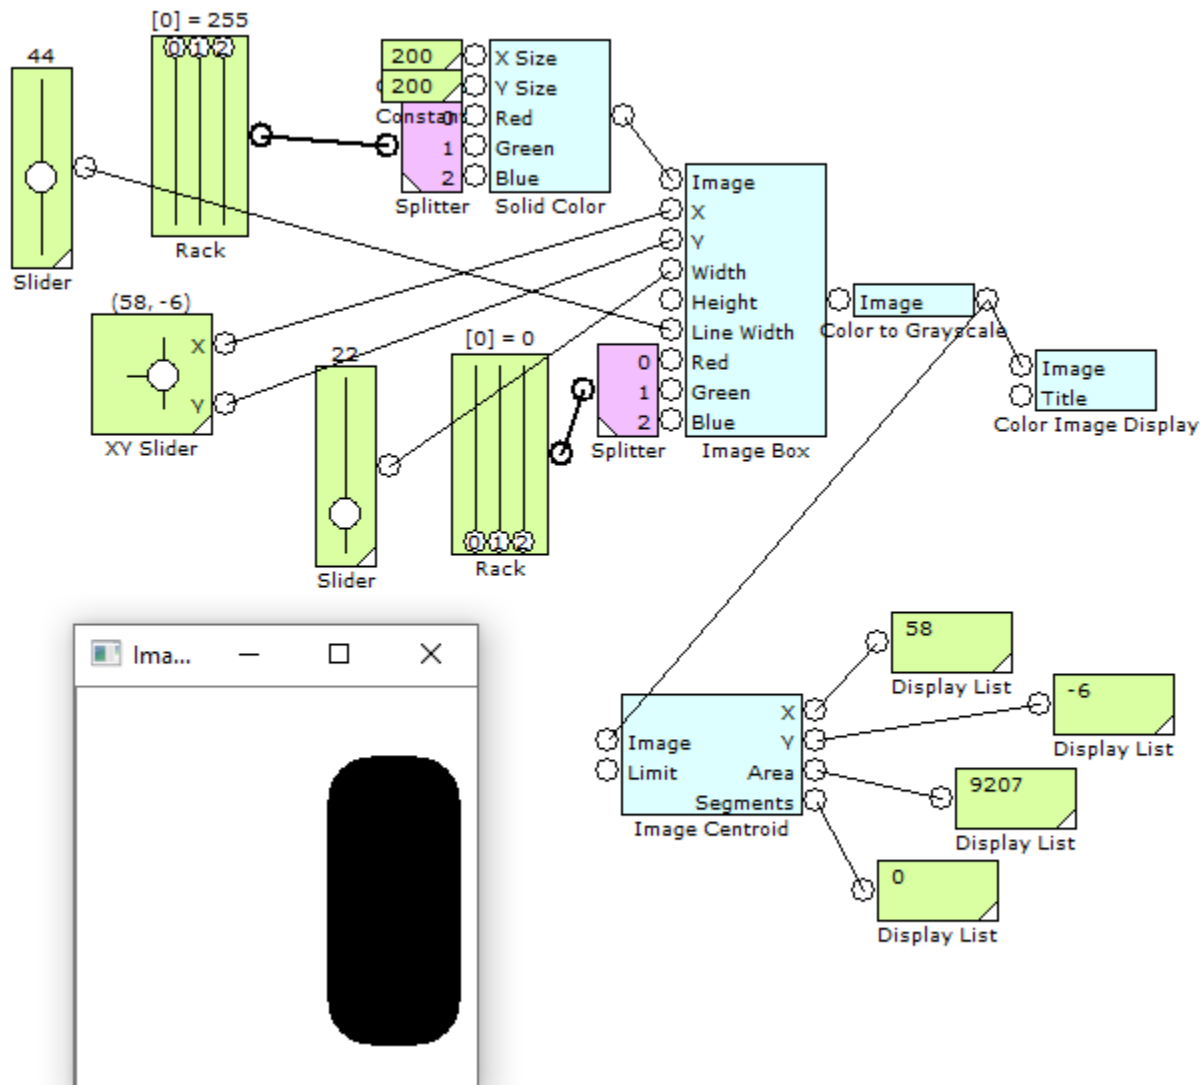 [0] = 255
44
0 1 2
200
X Size
200
Y Size
Constant
0
Red
1
Green
2
Blue
Splitter
Solid Color
Rack
Slider
Image
X
Y
Width
Height
Line Width
Red
Green
Blue
Image Box
(58, -6)
X
Y
XY Slider
22
Slider
[0] = 0
0 1 2
Rack
0
1
2
Splitter
Image
Color to Grayscale
Image
Title
Color Image Display
Ima...
X
Image
Y
Limit
Area
Segments
Image Centroid
58
Display List
-6
Display List
9207
Display List
0
Display List